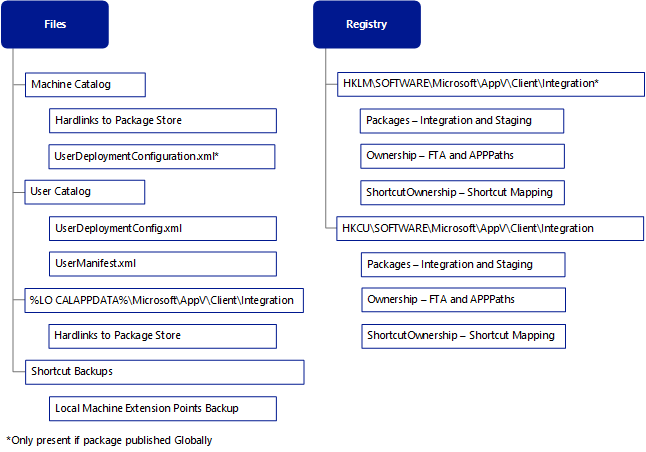 Files
Machine Catalog
Hardlinks to Package Store
UserDeploymentConfiguration.xml*
User Catalog
UserDeploymentConfig.xml
UserManifest.xml
%LO CALAPPDATA%\Microsoft\AppV\Client\Integration
Hardlinks to Package Store
Shortcut Backups
Local Machine Extension Points Backup
*Only present if package published Globally
Registry
HKLM\SOFTWARE\Microsoft\AppV\Client\Integration*
Packages – Integration and Staging
Ownership – FTA and APPPaths
ShortcutOwnership – Shortcut Mapping
HKCU\SOFTWARE\Microsoft\AppV\Client\Integration
Packages – Integration and Staging
Ownership – FTA and APPPaths
ShortcutOwnership – Shortcut Mapping